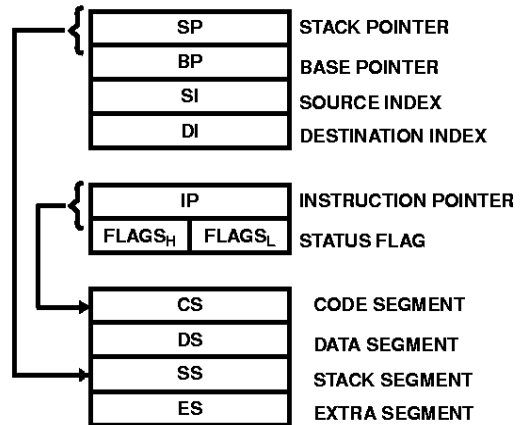 SP STACK POINTER
BP BASE POINTER
SI SOURCE INDEX
DI DESTINATION INDEX
IP INSTRUCTION POINTER
FLAGSH FLAGSL STATUS FLAG
CS CODE SEGMENT
DS DATA SEGMENT
SS STACK SEGMENT
ES EXTRA SEGMENT